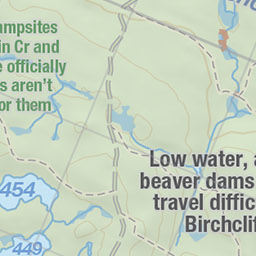 ampsites
in Cr and
e officially
s aren't
or them
Low water, a
beaver dams
travel diffic
Birchclif
454
449